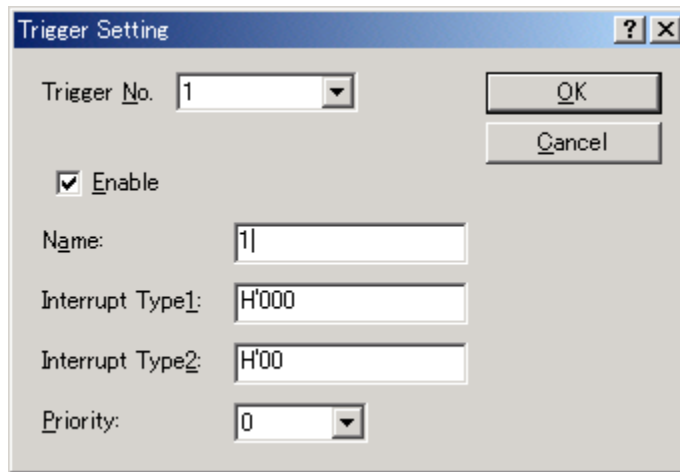 Trigger Setting
Trigger No. 1
OK
Cancel
Enable
Name: 1
Interrupt Type1: H'000
Interrupt Type2: H'00
Priority: 0